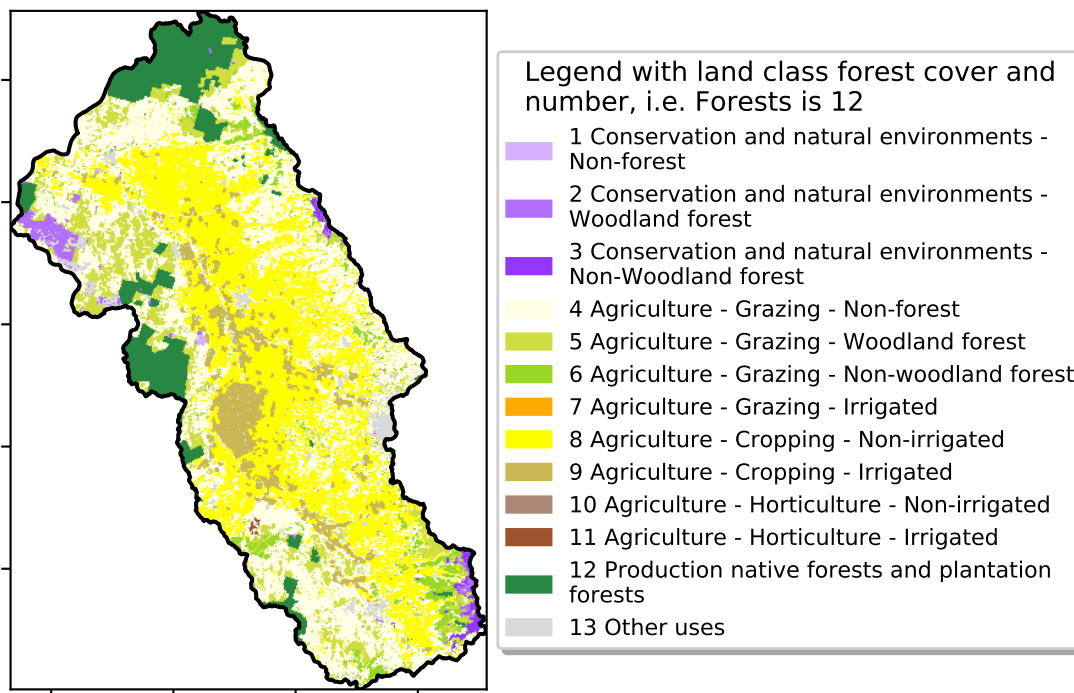 Legend with land class forest cover and
number, i.e. Forests is 12
1 Conservation and natural environments -
Non-forest
2 Conservation and natural environments -
Woodland forest
3 Conservation and natural environments -
Non-Woodland forest
4 Agriculture - Grazing - Non-forest
5 Agriculture - Grazing - Woodland forest
6 Agriculture - Grazing - Non-woodland forest
7 Agriculture - Grazing - Irrigated
8 Agriculture - Cropping - Non-irrigated
9 Agriculture - Cropping - Irrigated
10 Agriculture - Horticulture - Non-irrigated
11 Agriculture - Horticulture - Irrigated
12 Production native forests and plantation
forests
13 Other uses